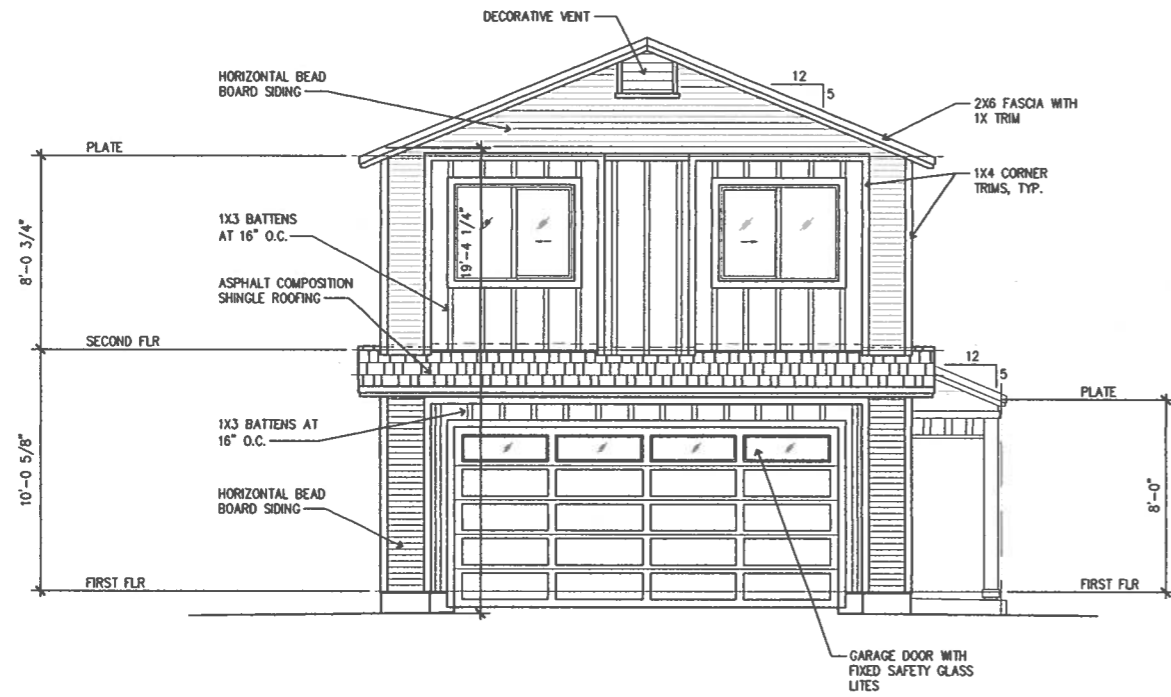 DECORATIVE VENT
HORIZONTAL BEAD
BOARD SIDING
12
5
2X6 FASCIA WITH
1X TRIM
PLATE
1X4 CORNER
TRIMS, TYP.
8'-0 3/4"
1X3 BATTENS
AT 16" O.C.
19'-4 1/4"
ASPHALT COMPOSITION
SHINGLE ROOFING
SECOND FLR
12
5
PLATE
1X3 BATTENS AT
16" O.C.
10'-0 5/8"
HORIZONTAL BEAD
BOARD SIDING
8'-0"
FIRST FLR
FIRST FLR
GARAGE DOOR WITH
FIXED SAFETY GLASS
LITES